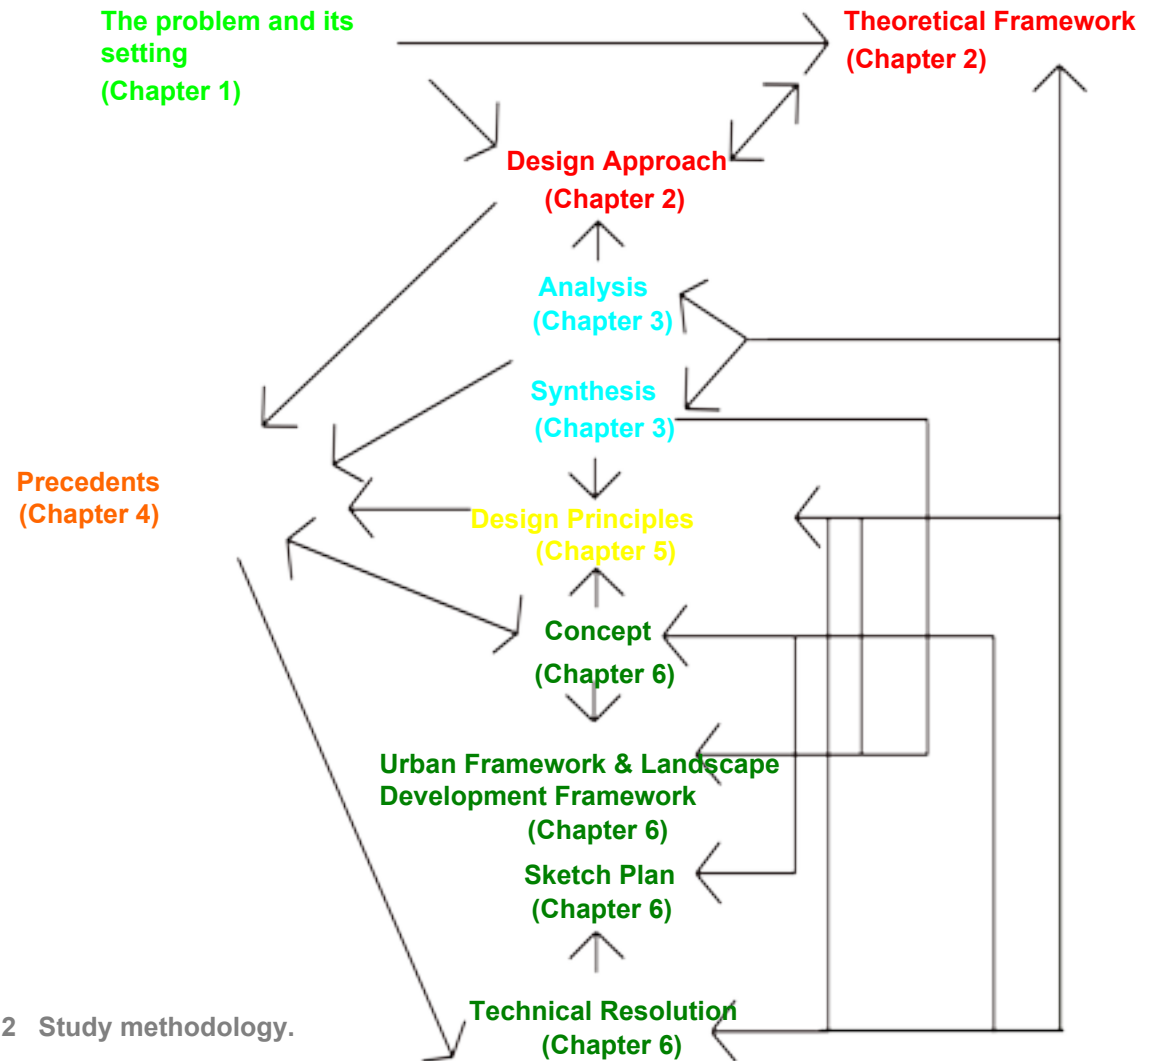 The problem and its
setting
(Chapter 1)
Theoretical Framework
(Chapter 2)
Design Approach
(Chapter 2)
Analysis
(Chapter 3)
Synthesis
(Chapter 3)
Precedents
(Chapter 4)
Design Principles
(Chapter 5)
Concept
(Chapter 6)
Urban Framework & Landscape
Development Framework
(Chapter 6)
Sketch Plan
(Chapter 6)
Technical Resolution
(Chapter 6)
2 Study methodology.